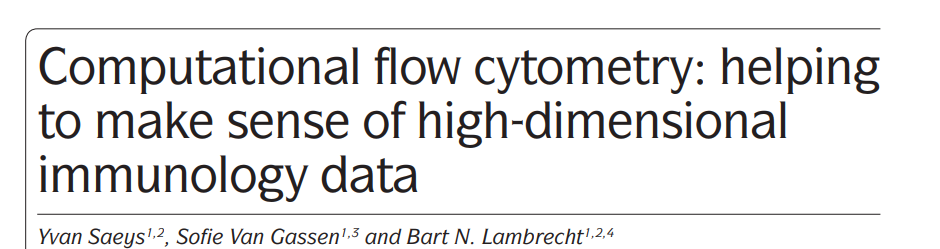 Computational flow cytometry: helping
to make sense of high-dimensional
immunology data
Yvan Saeys1,2, Sofie Van Gassen1,3 and Bart N. Lambrecht1,2,4